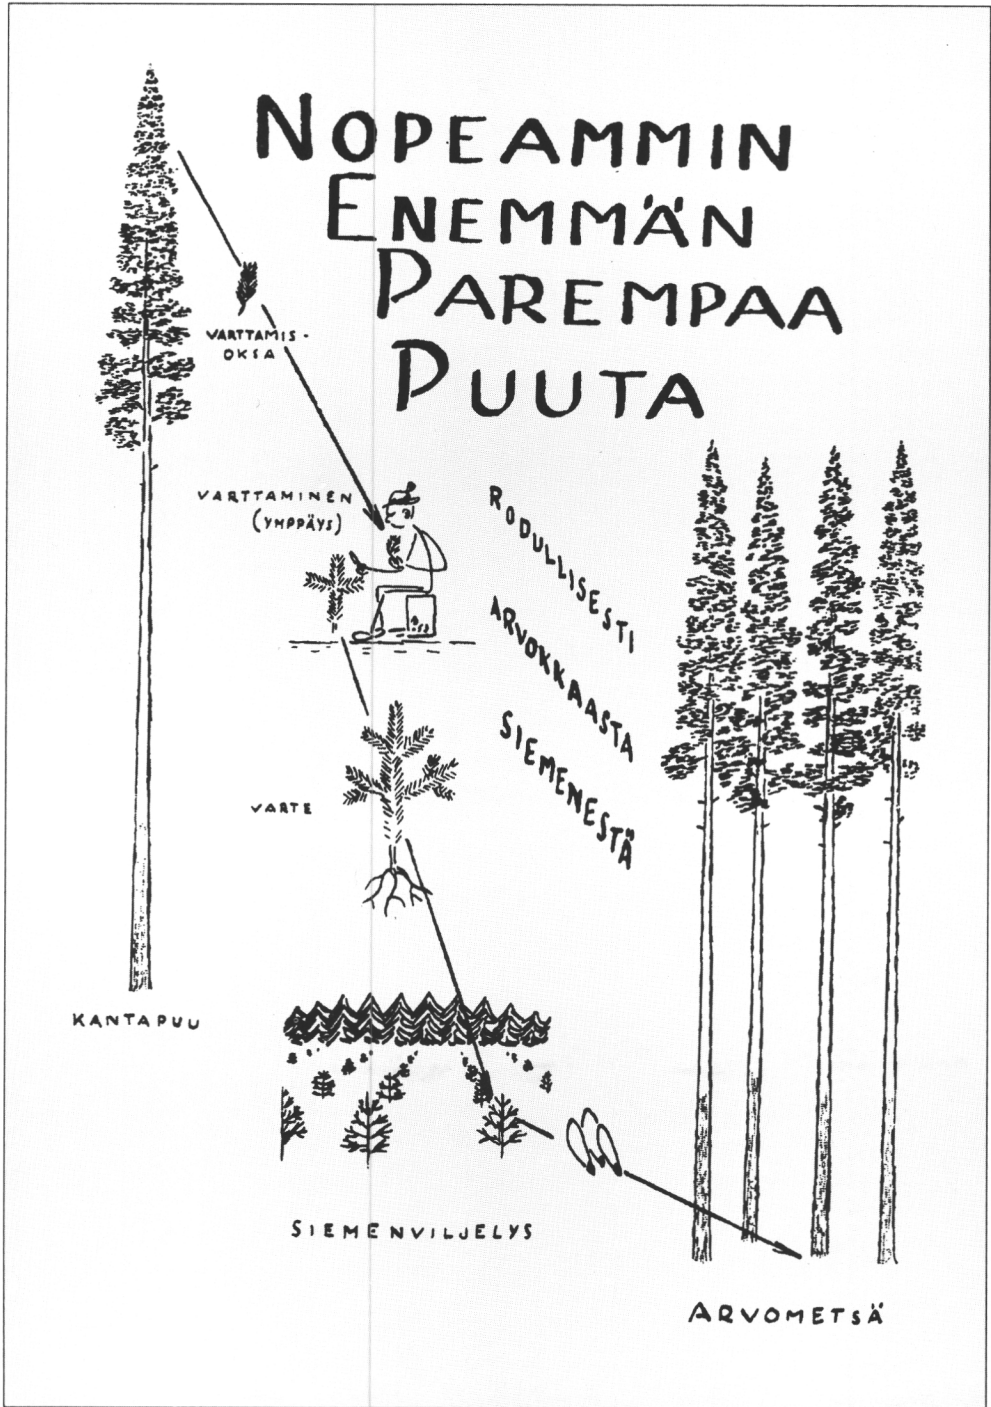 NOPEAMMIN
ENEMMÄN
PAREMPAA
PUUTA
VARTTAMIS-
OKSA
VARTTAMINEN
(YMPPÄYS)
RODULLISESTI
ARVOKKAASTA
SIEMENESTÄ
VARTE
KANTAPUU
SIEMENVILJELYS
ARVOMETSÄ